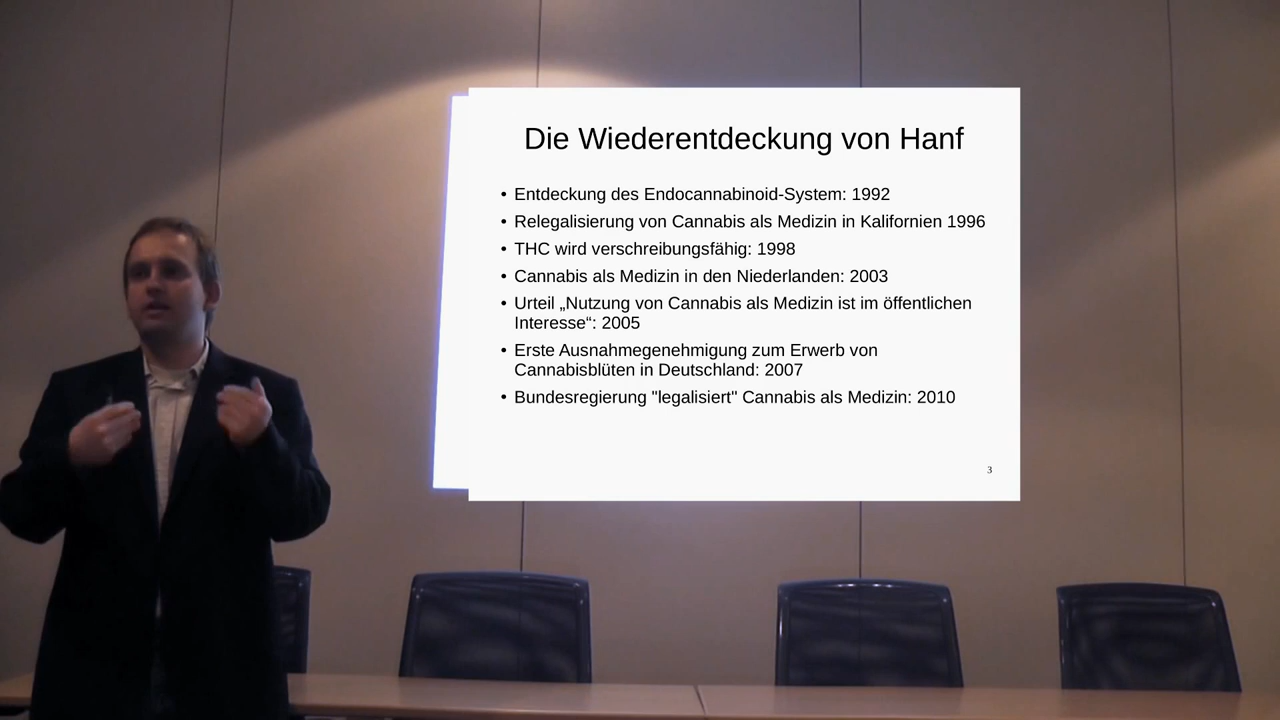 Die Wiederentdeckung von Hanf
• Entdeckung des Endocannabinoid-System: 1992
• Relegalisierung von Cannabis als Medizin in Kalifornien 1996
• THC wird verschreibungsfähig: 1998
• Cannabis als Medizin in den Niederlanden: 2003
• Urteil „Nutzung von Cannabis als Medizin ist im öffentlichen
Interesse“: 2005
• Erste Ausnahmegenehmigung zum Erwerb von
Cannabisblüten in Deutschland: 2007
• Bundesregierung "legalisiert" Cannabis als Medizin: 2010
3